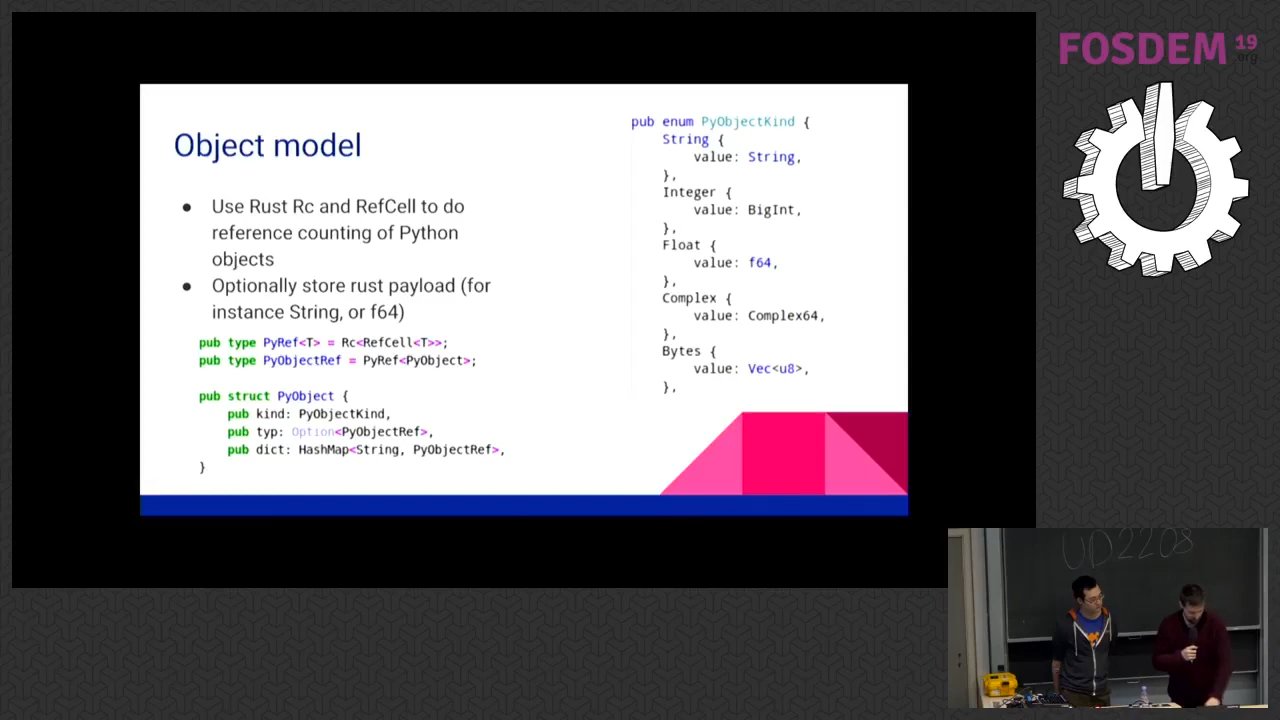 FOSDEM 19
.org
Object model
● Use Rust Rc and RefCell to do
reference counting of Python
objects
● Optionally store rust payload (for
instance String, or f64)
pub type PyRef<T> = Rc<RefCell<T>>;
pub type PyObjectRef = PyRef<PyObject>;
pub struct PyObject {
pub kind: PyObjectKind,
pub typ: Option<PyObjectRef>,
pub dict: HashMap<String, PyObjectRef>,
}
pub enum PyObjectKind {
String {
value: String,
},
Integer {
value: BigInt,
},
Float {
value: f64,
},
Complex {
value: Complex64,
},
Bytes {
value: Vec<u8>,
},
UD2208